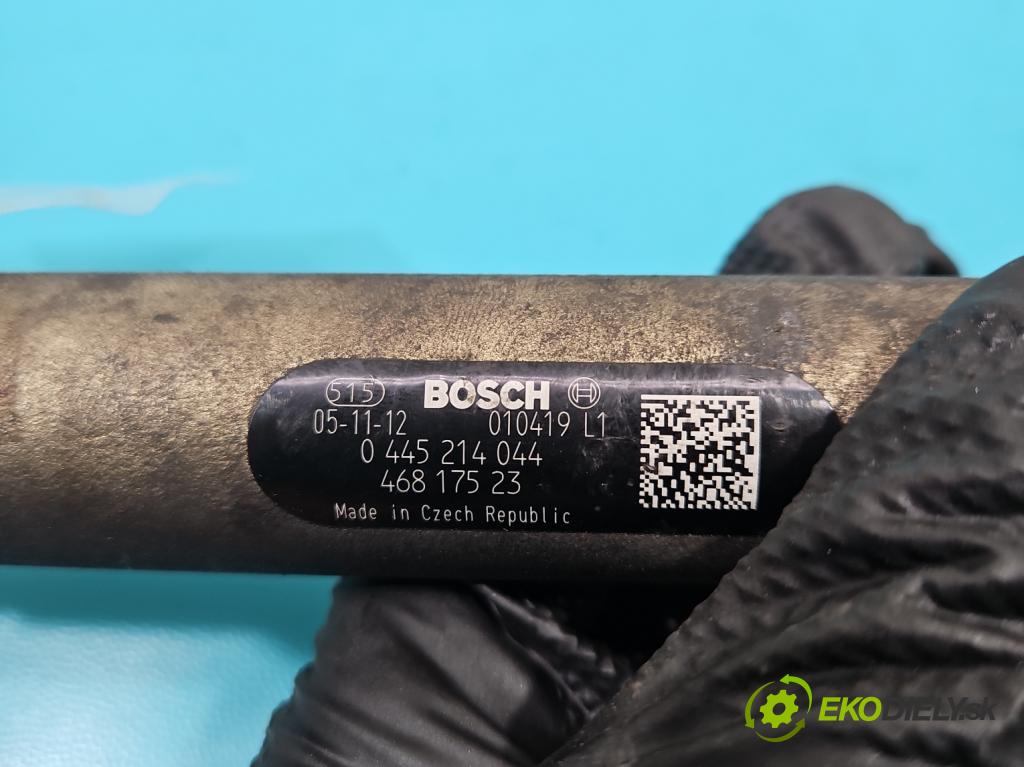 515 BOSCH
05-11-12 010419 L1
0 445 214 044
468 175 23
Made in Czech Republic
EKODIELY.sk